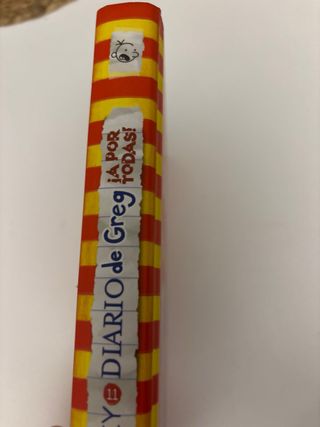 ¡A POR
TODAS!
DIARIO de Greg
11
Y